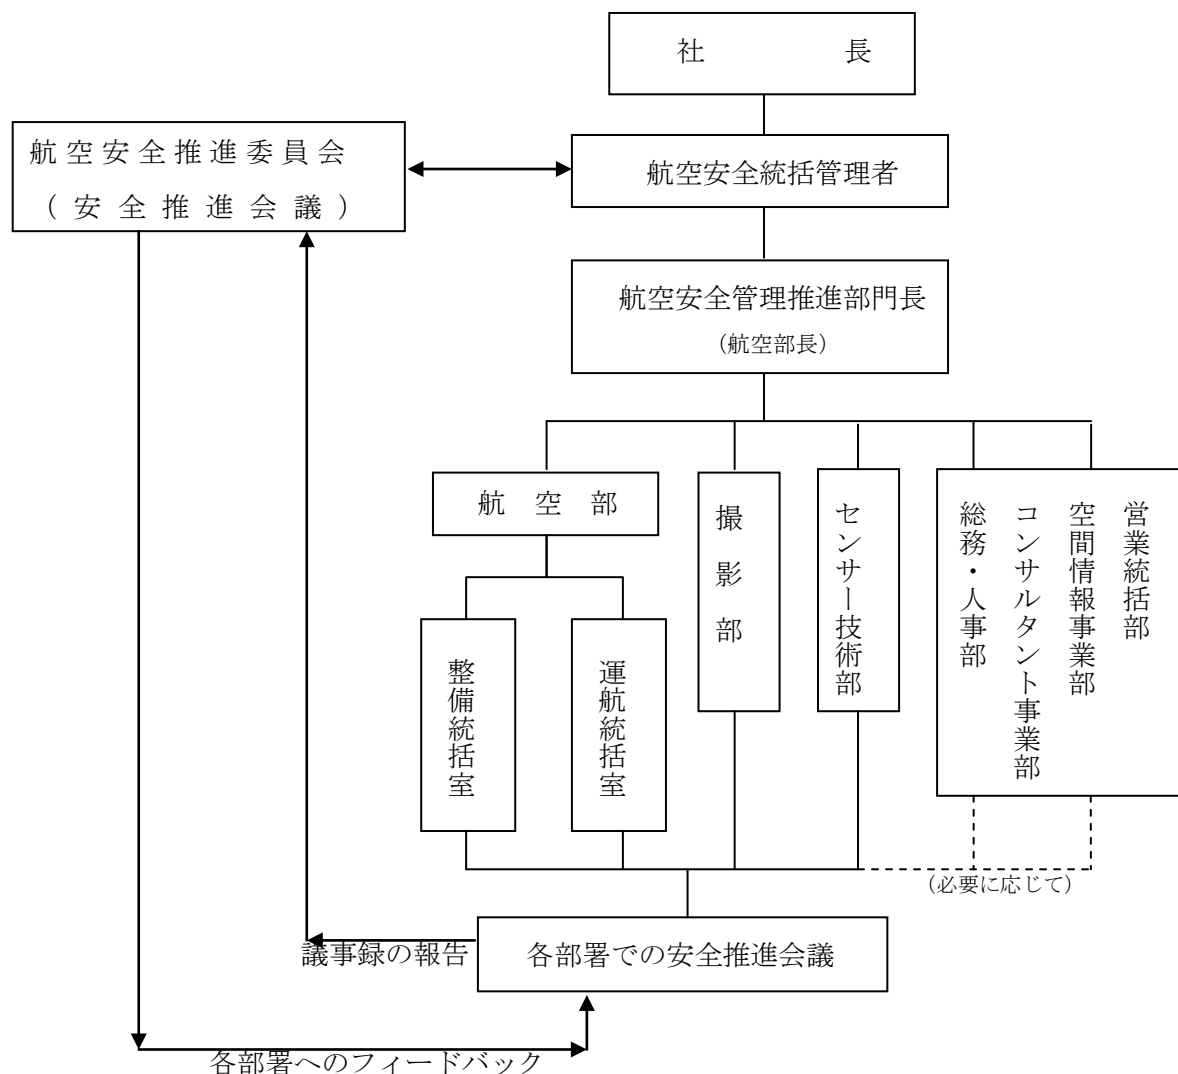 社　　　　　長
航空安全推進委員会
（安全推進会議）
航空安全統括管理者
航空安全管理推進部門長
（航空部長）
航　空　部
撮影部
センサー技術部
営業統括部
空間情報事業部
コンサルタント事業部
総務・人事部
整備統括室
運航統括室
（必要に応じて）
議事録の報告
各部署での安全推進会議
各部署へのフィードバック